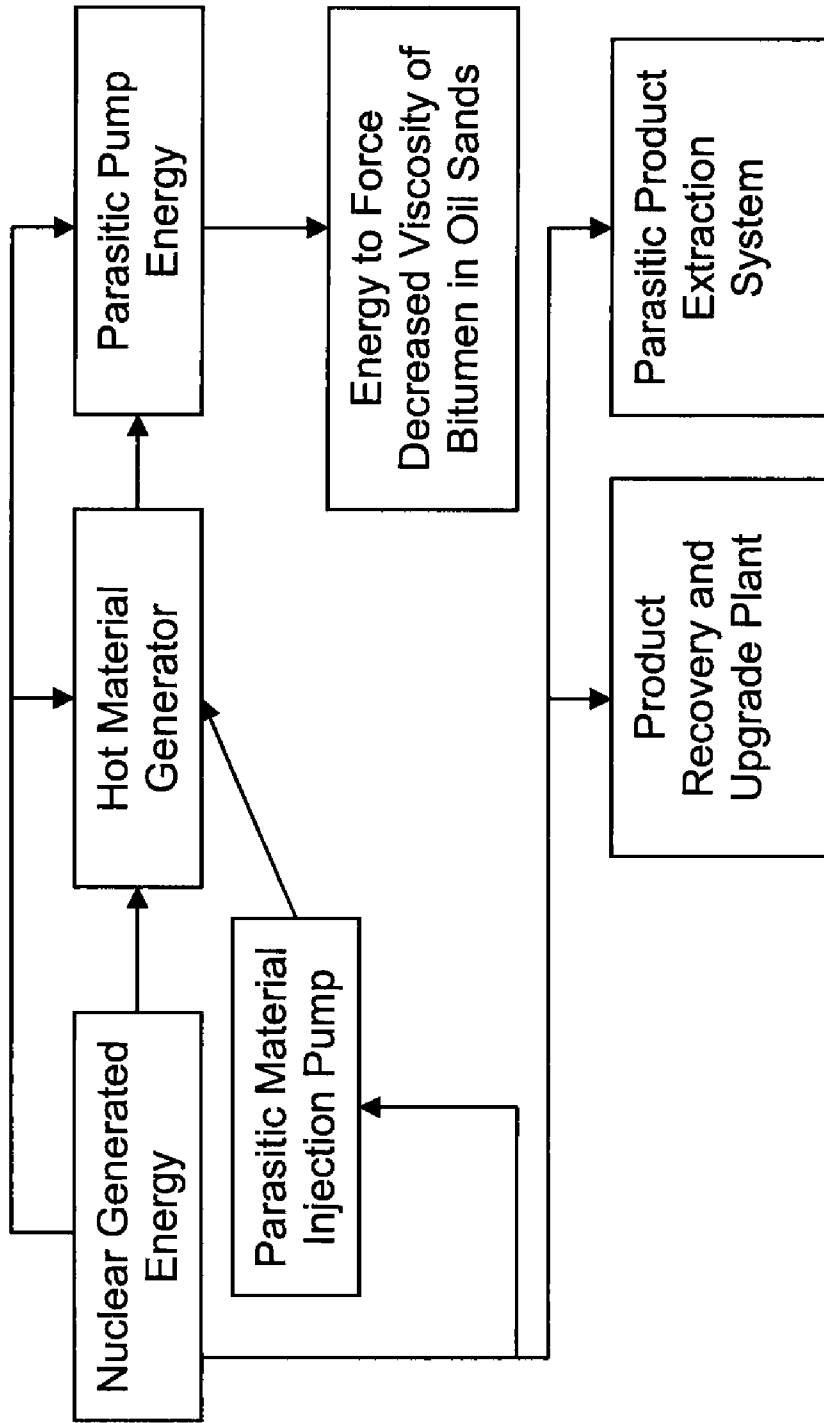 Nuclear Generated
Energy
Hot Material
Generator
Parasitic Pump
Energy
Parasitic Material
Injection Pump
Energy to Force
Decreased Viscosity of
Bitumen in Oil Sands
Product
Recovery and
Upgrade Plant
Parasitic Product
Extraction
System